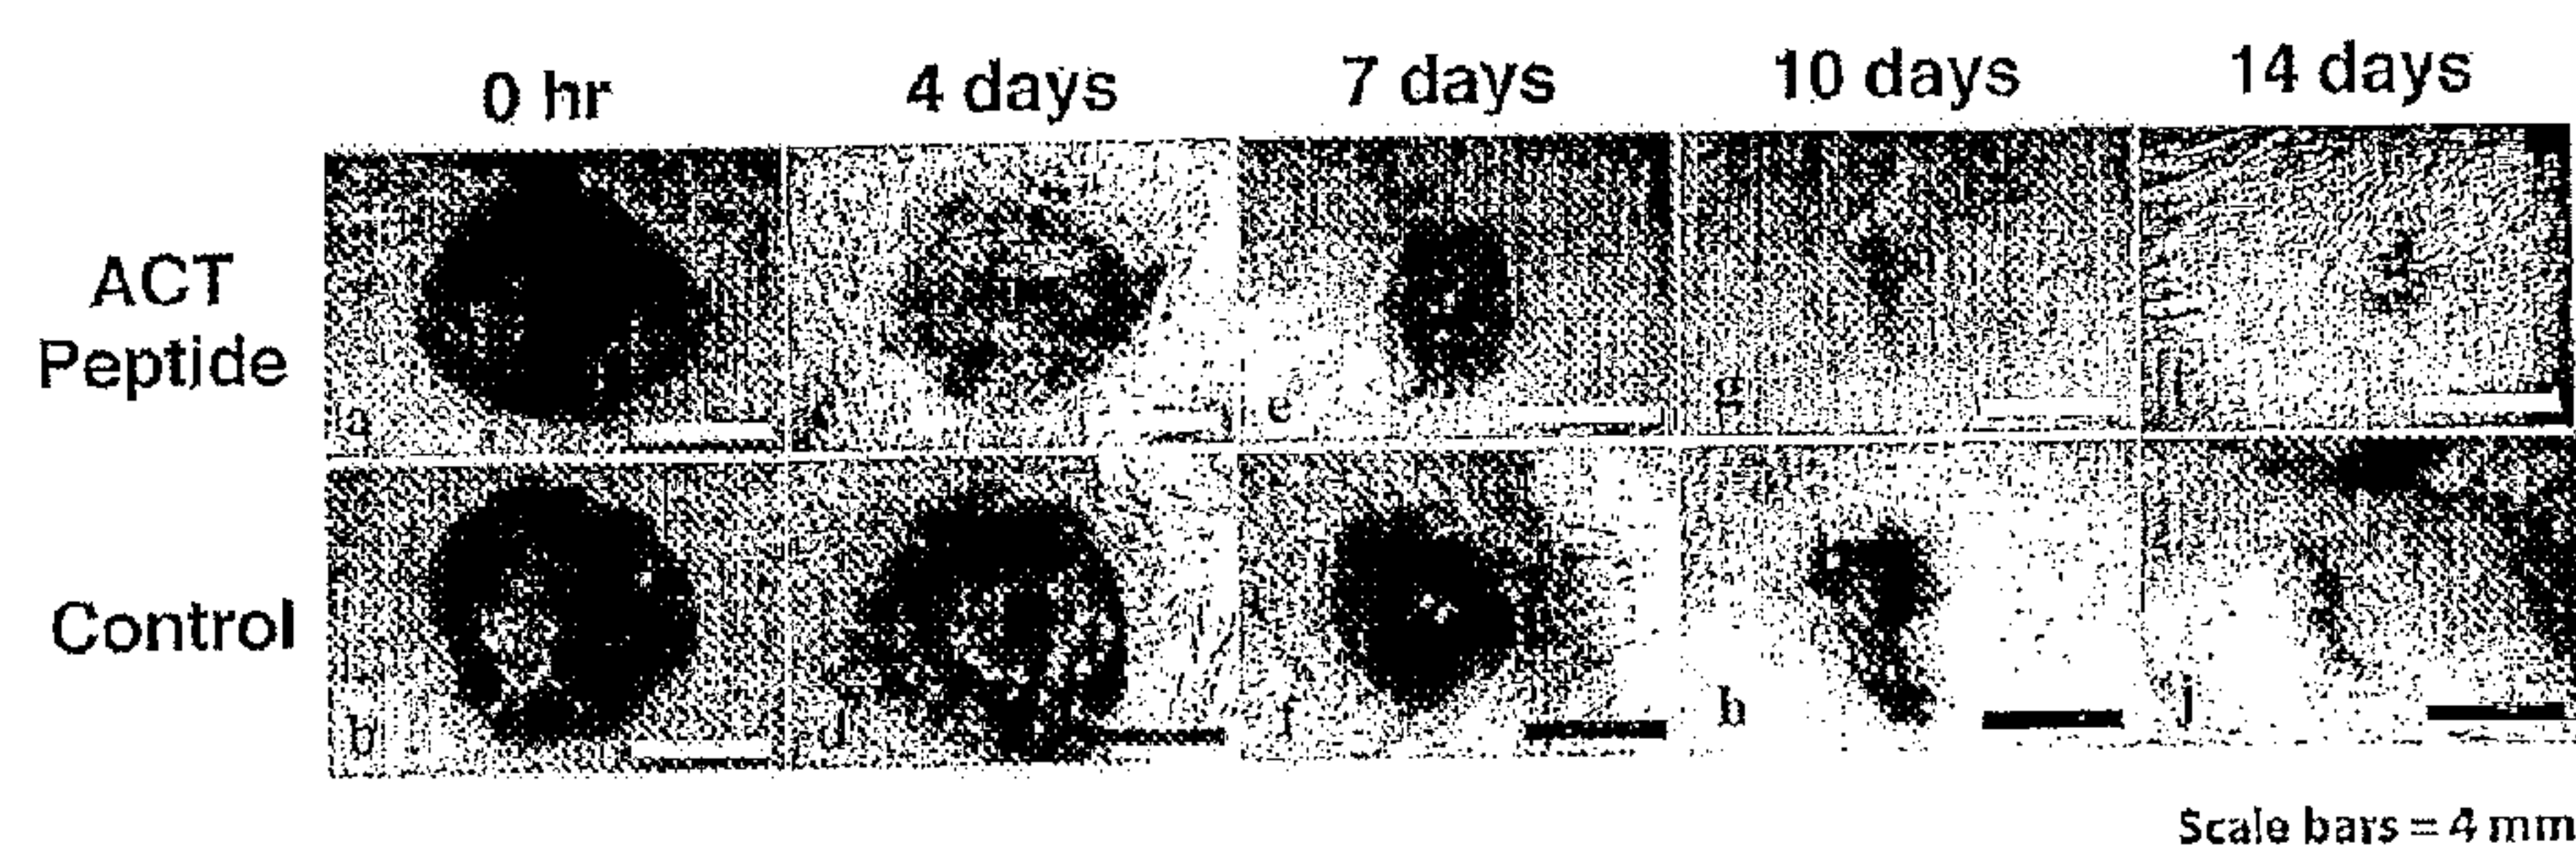 0 hr 4 days 7 days 10 days 14 days
ACT
Peptide
a e g i
Control
b d f h j
Scale bars = 4 mm